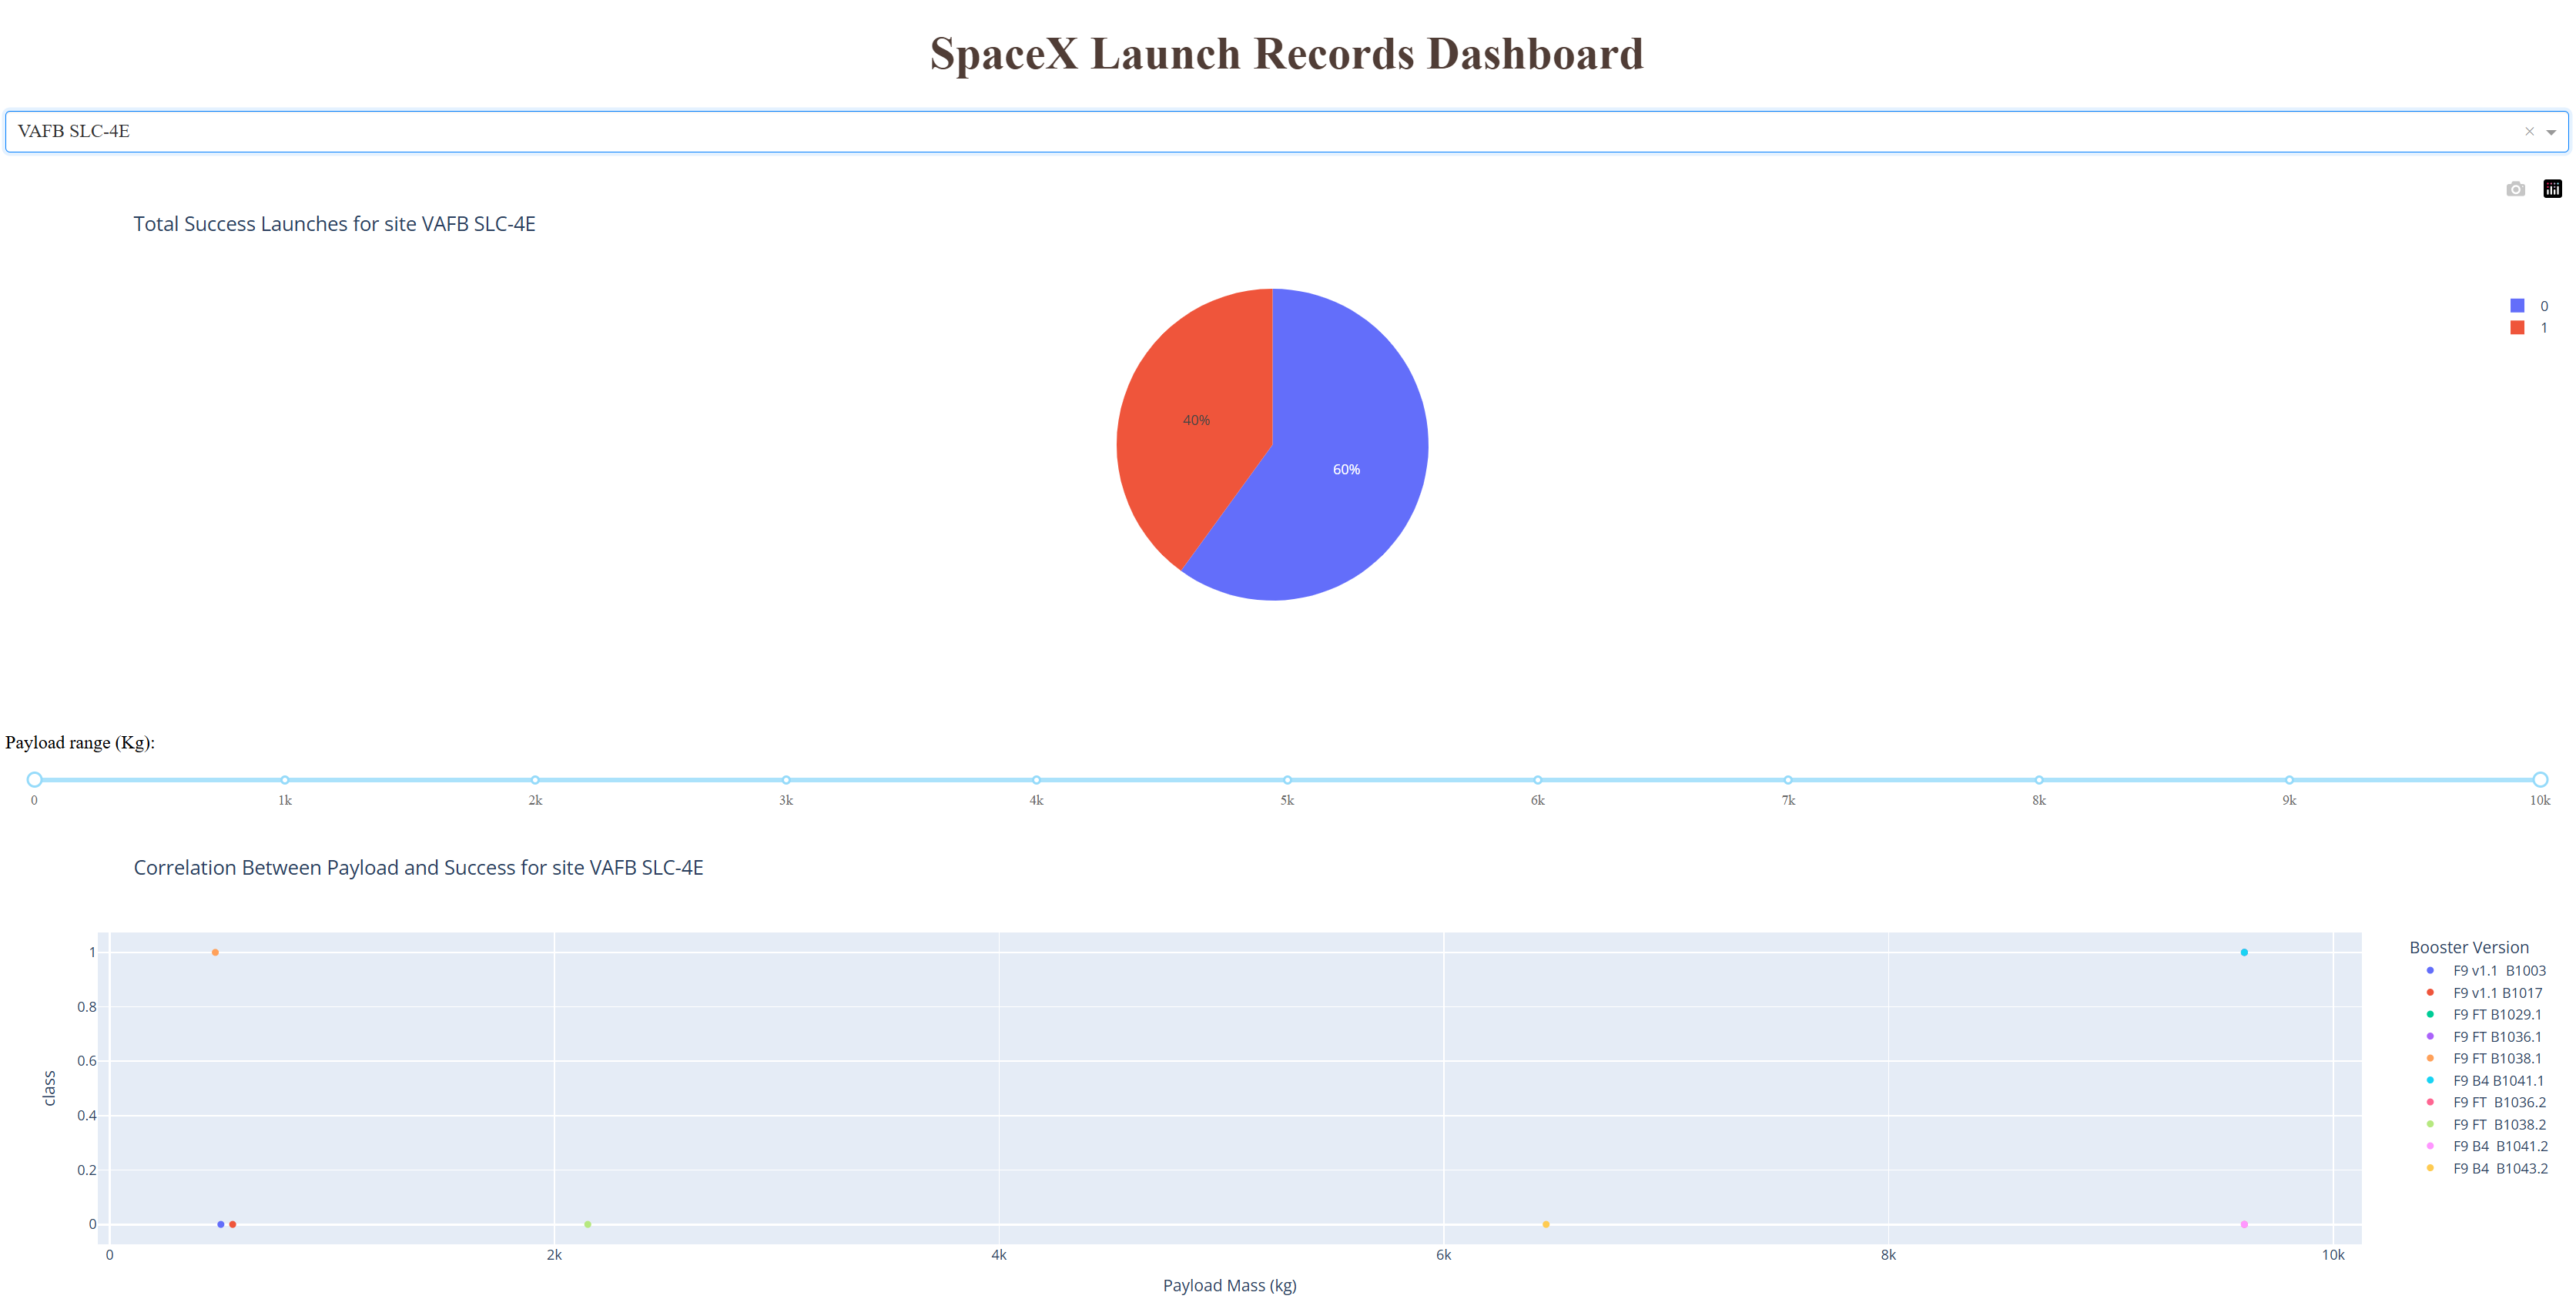 SpaceX Launch Records Dashboard
VAFB SLC-4E
Total Success Launches for site VAFB SLC-4E
0
1
40%
60%
Payload range (Kg):
0 1k 2k 3k 4k 5k 6k 7k 8k 9k 10k
Correlation Between Payload and Success for site VAFB SLC-4E
1
0.8
0.6
0.4
0.2
0
class
0 2k 4k 6k 8k 10k
Payload Mass (kg)
Booster Version
F9 v1.1  B1003
F9 v1.1 B1017
F9 FT B1029.1
F9 FT B1036.1
F9 FT B1038.1
F9 B4 B1041.1
F9 FT  B1036.2
F9 FT  B1038.2
F9 B4  B1041.2
F9 B4  B1043.2